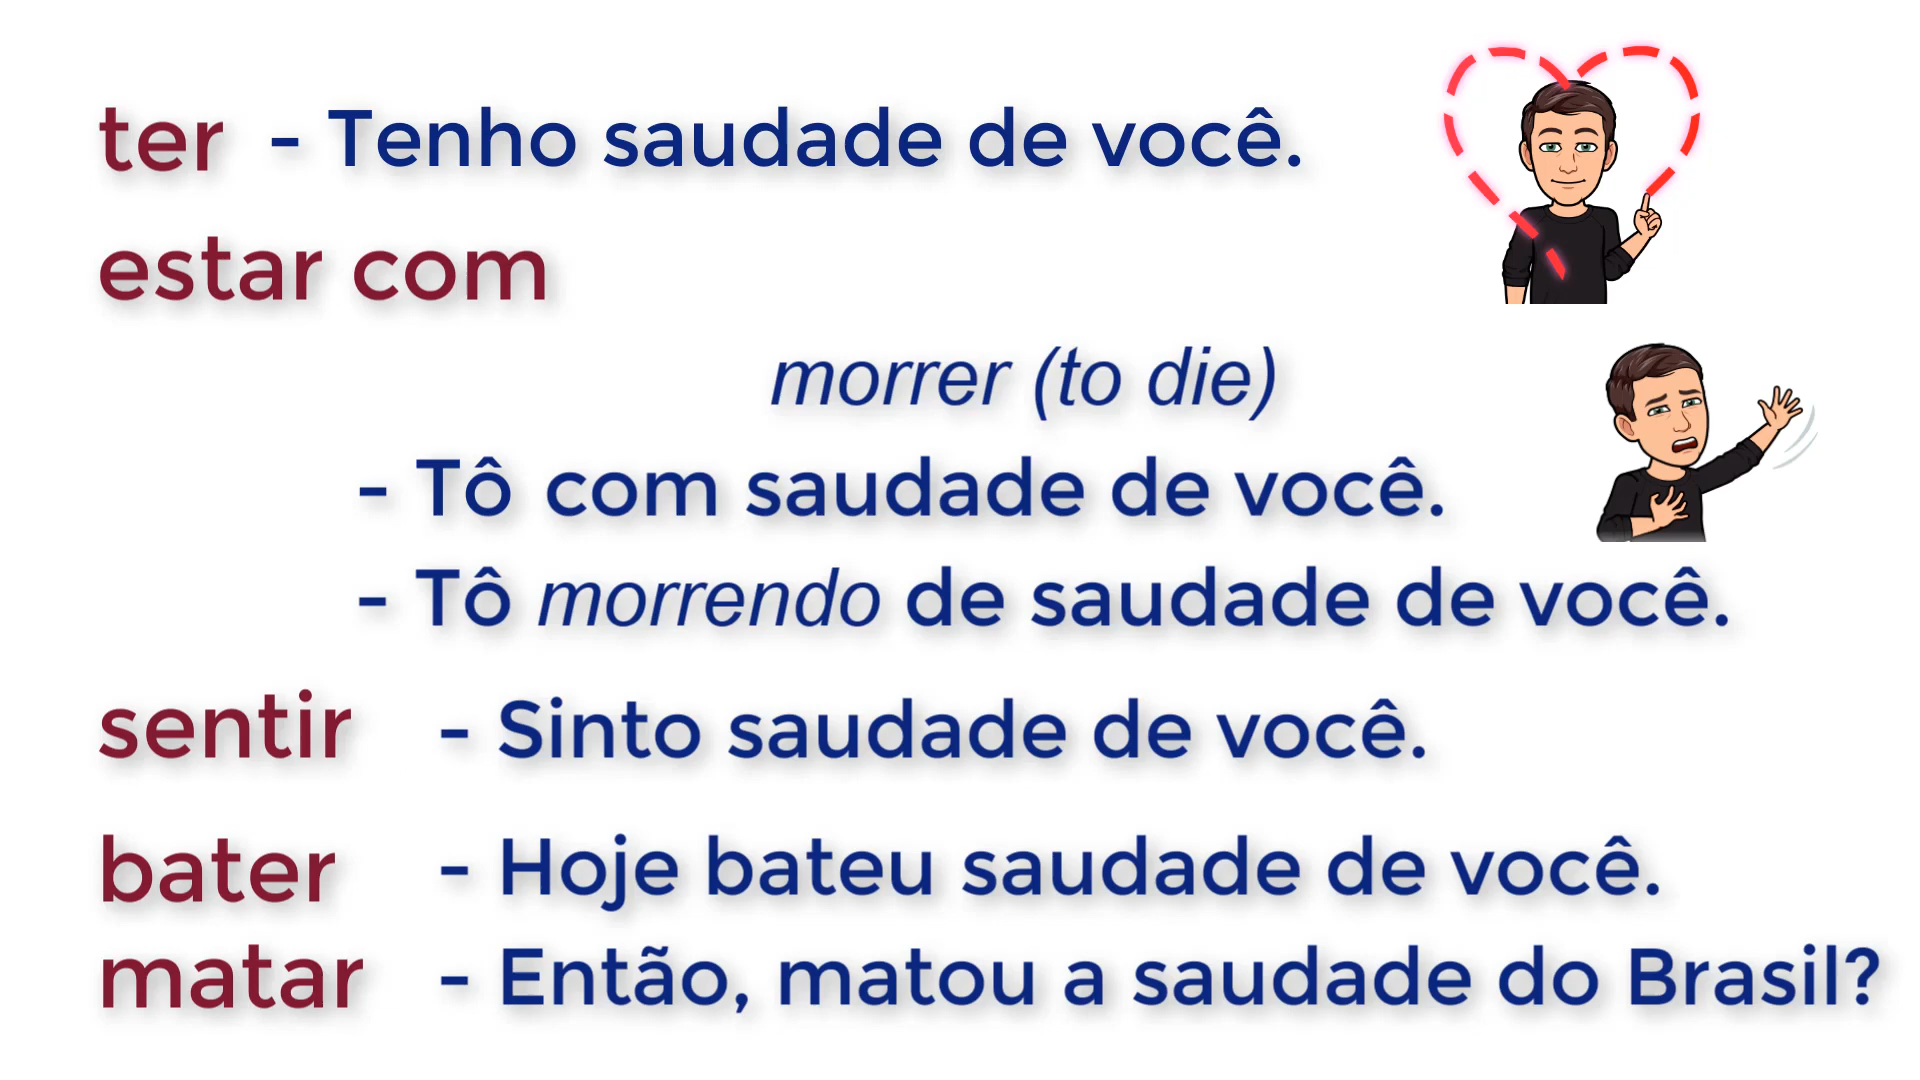 ter - Tenho saudade de você.
estar com
morrer (to die)
- Tô com saudade de você.
- Tô morrendo de saudade de você.
sentir - Sinto saudade de você.
bater - Hoje bateu saudade de você.
matar - Então, matou a saudade do Brasil?